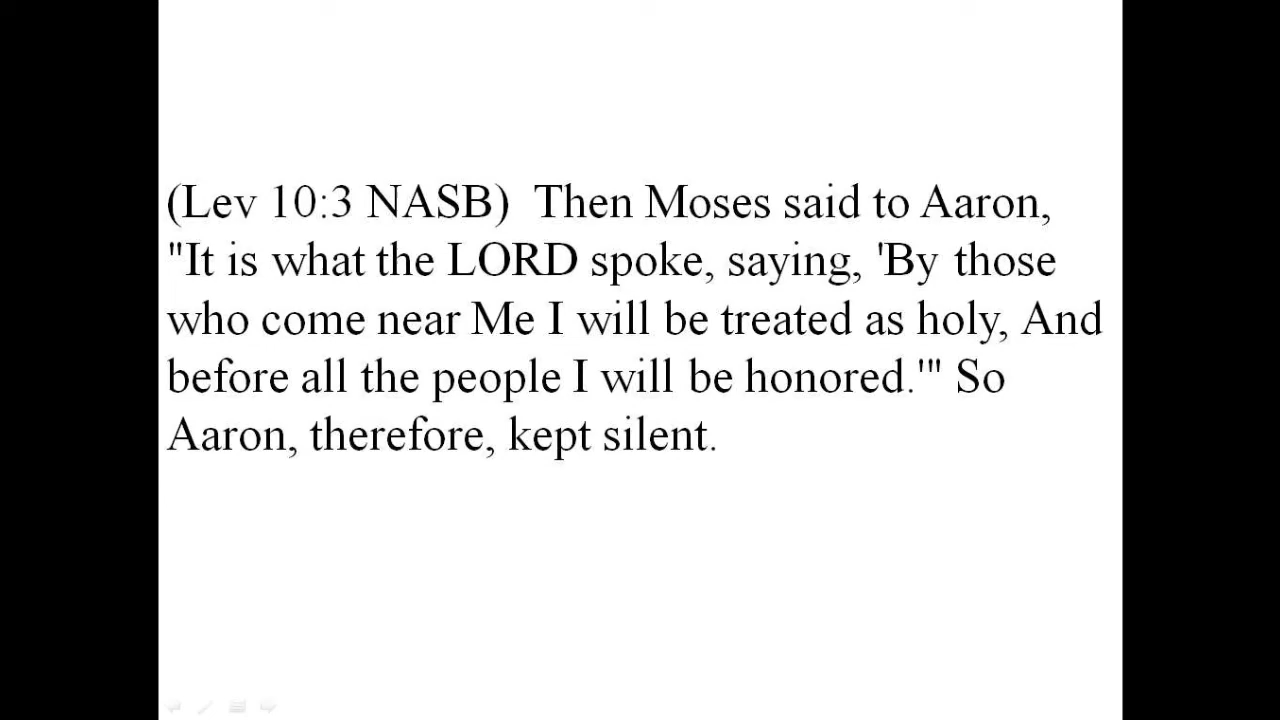 (Lev 10:3 NASB)  Then Moses said to Aaron,
"It is what the LORD spoke, saying, 'By those
who come near Me I will be treated as holy, And
before all the people I will be honored.'" So
Aaron, therefore, kept silent.